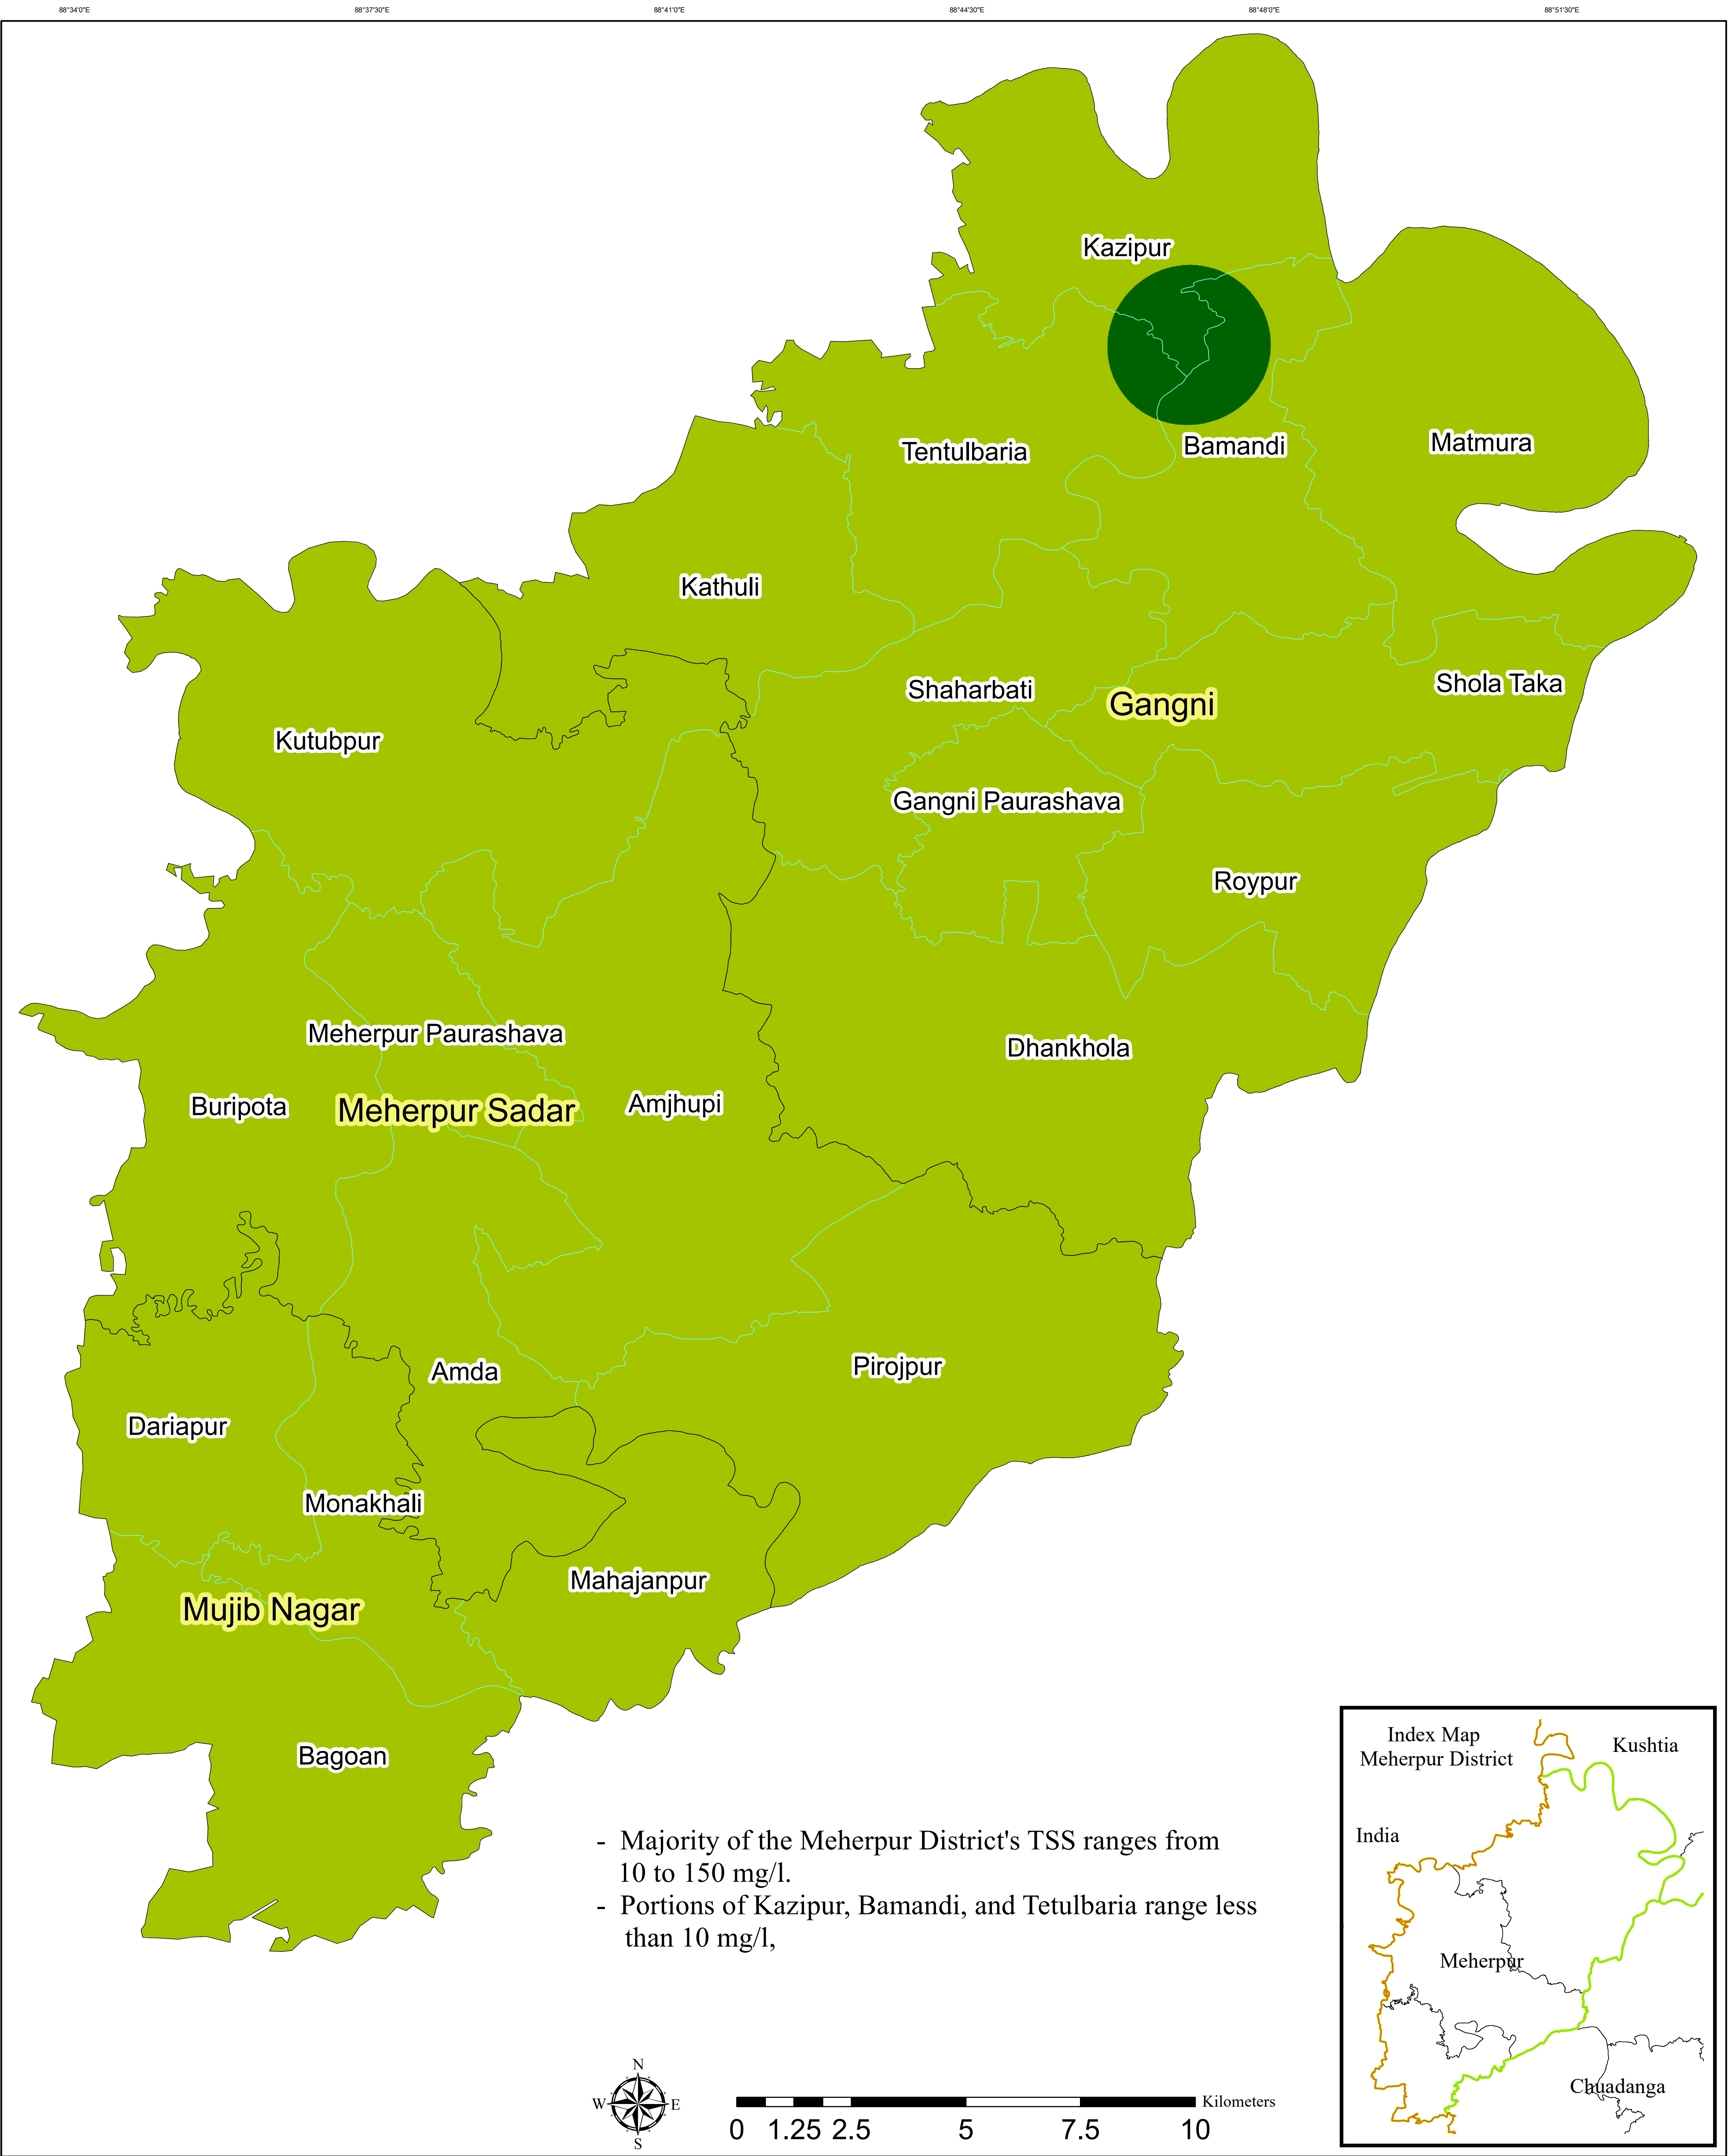 88°34'0"E 88°37'30"E 88°41'0"E 88°44'30"E 88°48'0"E 88°51'30"E
Kazipur
Tentulbaria
Bamandi
Matmura
Kathuli
Shaharbati
Gangni
Shola Taka
Kutubpur
Gangni Paurashava
Roypur
Meherpur Paurashava
Dhankhola
Buripota
Meherpur Sadar
Amjhupi
Amda
Pirojpur
Dariapur
Monakhali
Mahajanpur
Mujib Nagar
Bagoan
- Majority of the Meherpur District's TSS ranges from
10 to 150 mg/l.
- Portions of Kazipur, Bamandi, and Tetulbaria range less
than 10 mg/l,
Index Map
Meherpur District
Kushtia
India
Meherpur
Chuadanga
N
W
E
S
Kilometers
0 1.25 2.5 5 7.5 10